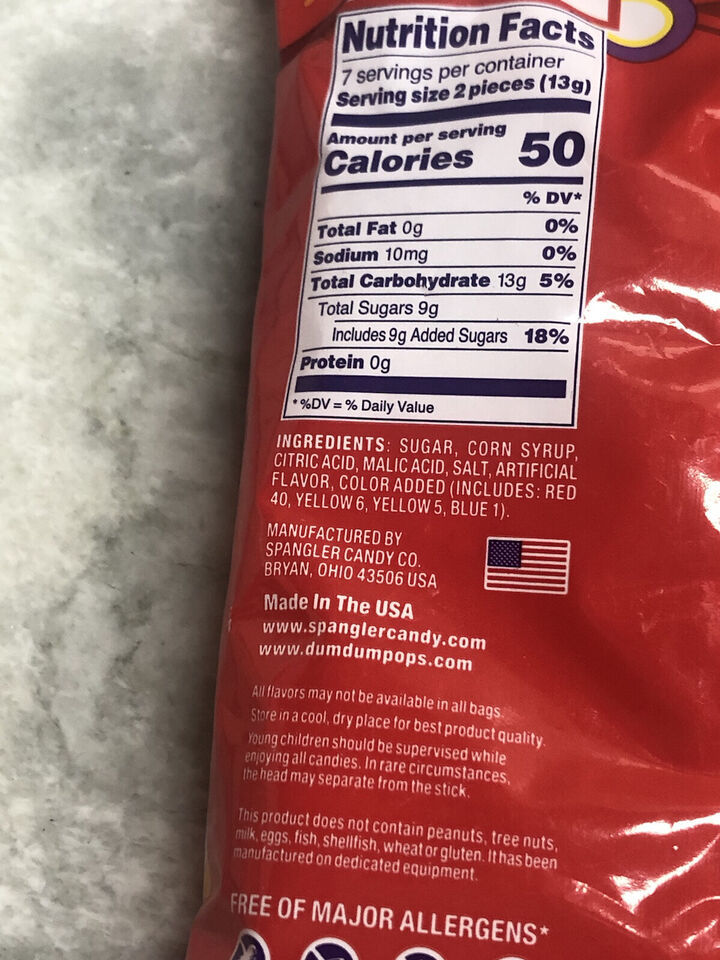 Nutrition Facts
7 servings per container
Serving size 2 pieces (13g)
Amount per serving
Calories 50
% DV*
Total Fat 0g 0%
Sodium 10mg 0%
Total Carbohydrate 13g 5%
Total Sugars 9g
Includes 9g Added Sugars 18%
Protein 0g
*%DV = % Daily Value
INGREDIENTS: SUGAR, CORN SYRUP,
CITRIC ACID, MALIC ACID, SALT, ARTIFICIAL
FLAVOR, COLOR ADDED (INCLUDES: RED
40, YELLOW 6, YELLOW 5, BLUE 1).
MANUFACTURED BY
SPANGLER CANDY CO.
BRYAN, OHIO 43506 USA
Made In The USA
www.spanglercandy.com
www.dumdumpops.com
All flavors may not be available in all bags.
Store in a cool, dry place for best product quality.
Young children should be supervised while
enjoying all candies. In rare circumstances,
the head may separate from the stick.
This product does not contain peanuts, tree nuts,
milk, eggs, fish, shellfish, wheat or gluten. It has been
manufactured on dedicated equipment.
FREE OF MAJOR ALLERGENS*